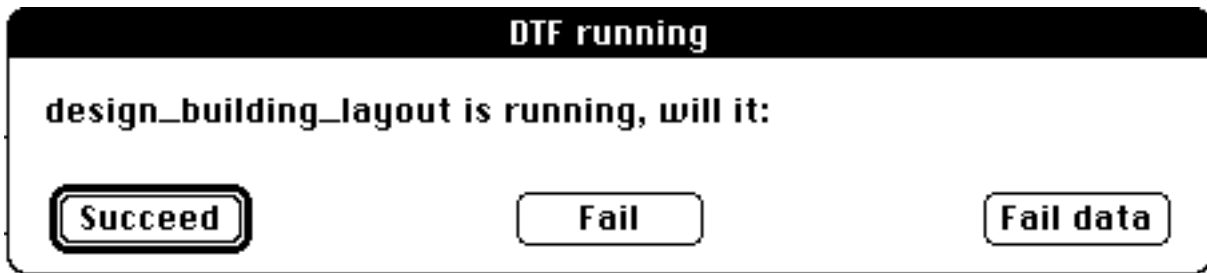 DTF running
design_building_layout is running, will it:
Succeed Fail Fail data